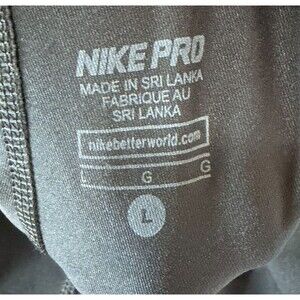 NIKE PRO
MADE IN SRI LANKA
FABRIQUE AU
SRI LANKA
nikebetterworld.com
G G
L